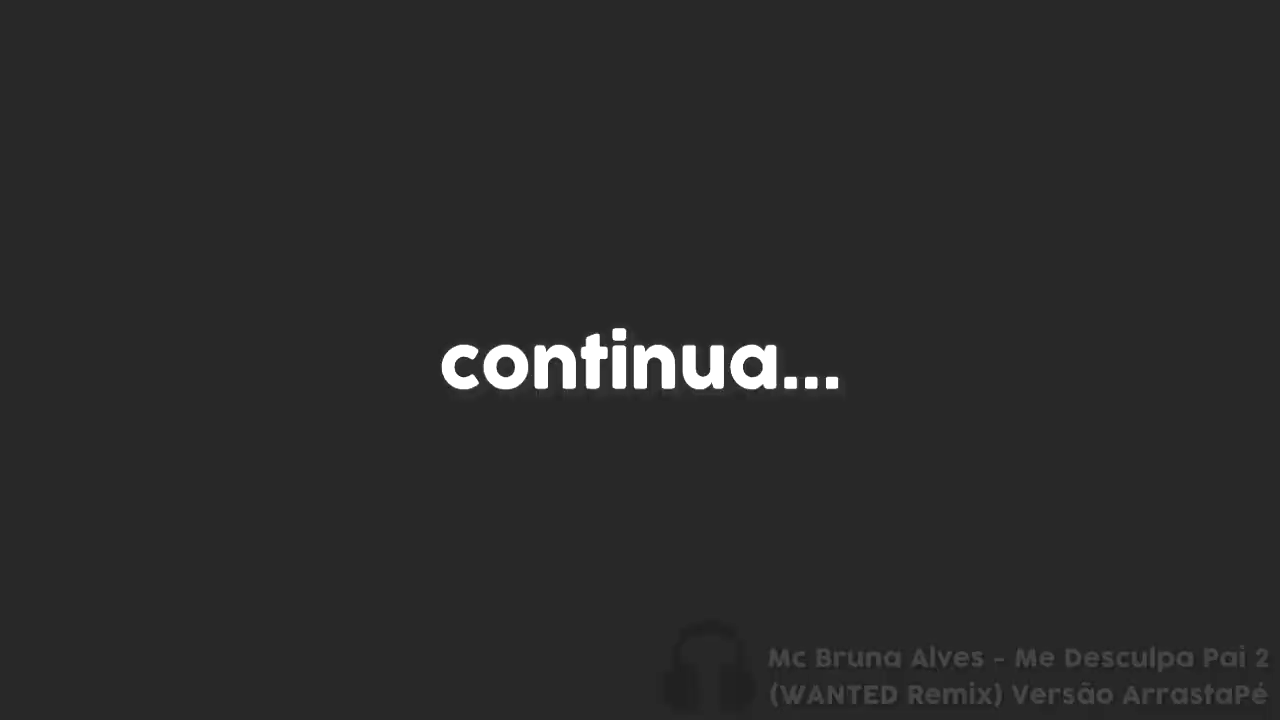 continua...
Mc Bruna Alves - Me Desculpa Pai 2
(WANTED Remix) Versão ArrastaPé